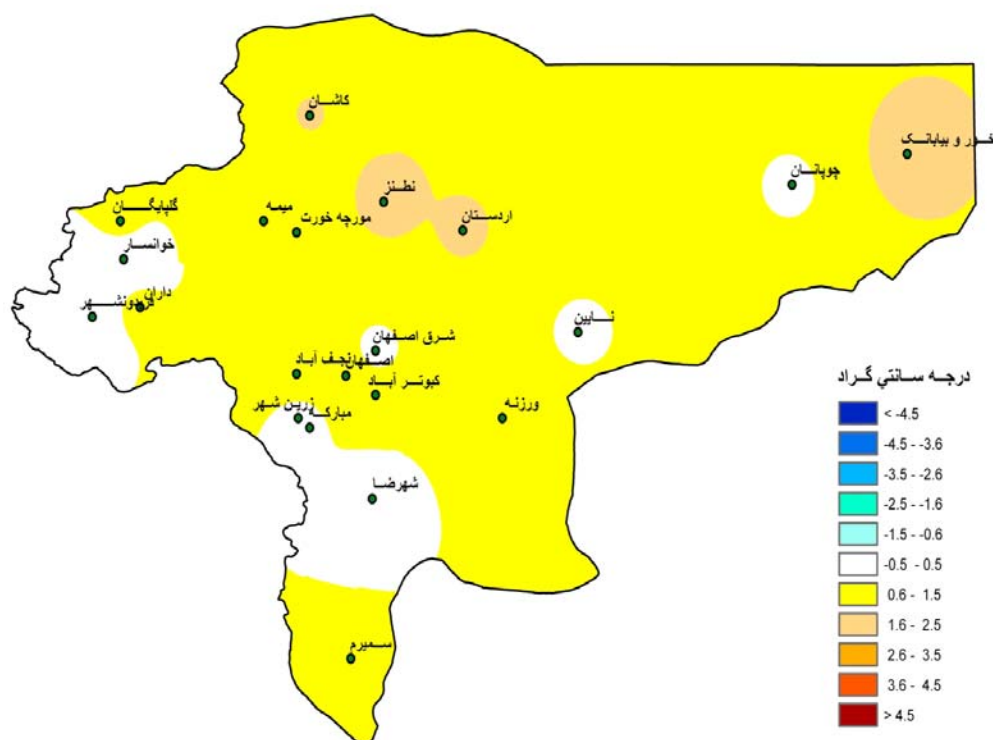 کاشان
خور و بیابانک
چوپانان
نطنز
اردستان
گلپایگان
میمه
مورچه خورت
خوانسار
داران
فریدونشهر
نایین
شرق اصفهان
نجف آباد
اصفهان
کبوتر آباد
زرین شهر
مبارکه
ورزنه
شهرضا
سمیرم
درجه سانتي گراد
< -4.5
-4.5 - -3.6
-3.5 - -2.6
-2.5 - -1.6
-1.5 - -0.6
-0.5 - 0.5
0.6 - 1.5
1.6 - 2.5
2.6 - 3.5
3.6 - 4.5
> 4.5